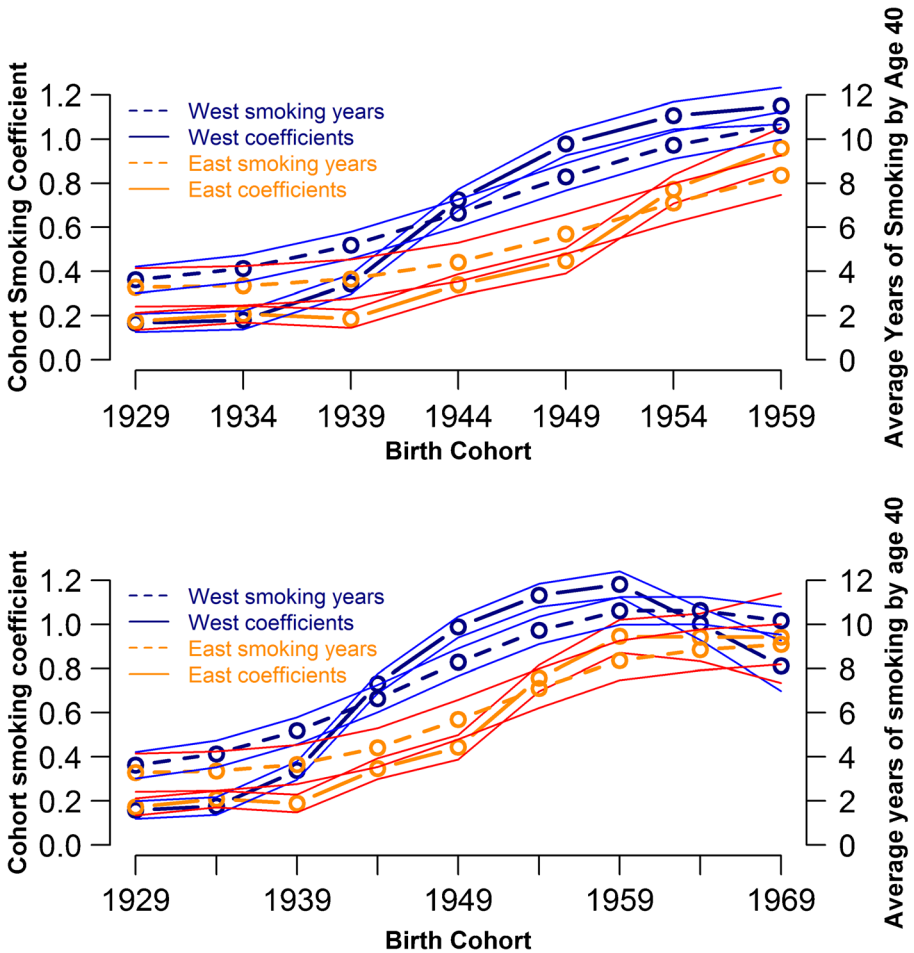 Cohort Smoking Coefficient
1.2
1.0
0.8
0.6
0.4
0.2
0.0
West smoking years
West coefficients
East smoking years
East coefficients
12
10
8
6
4
2
0
Average Years of Smoking by Age 40
1929 1934 1939 1944 1949 1954 1959
Birth Cohort
Cohort smoking coefficient
1.2
1.0
0.8
0.6
0.4
0.2
0.0
West smoking years
West coefficients
East smoking years
East coefficients
12
10
8
6
4
2
0
Average years of smoking by age 40
1929 1939 1949 1959 1969
Birth Cohort